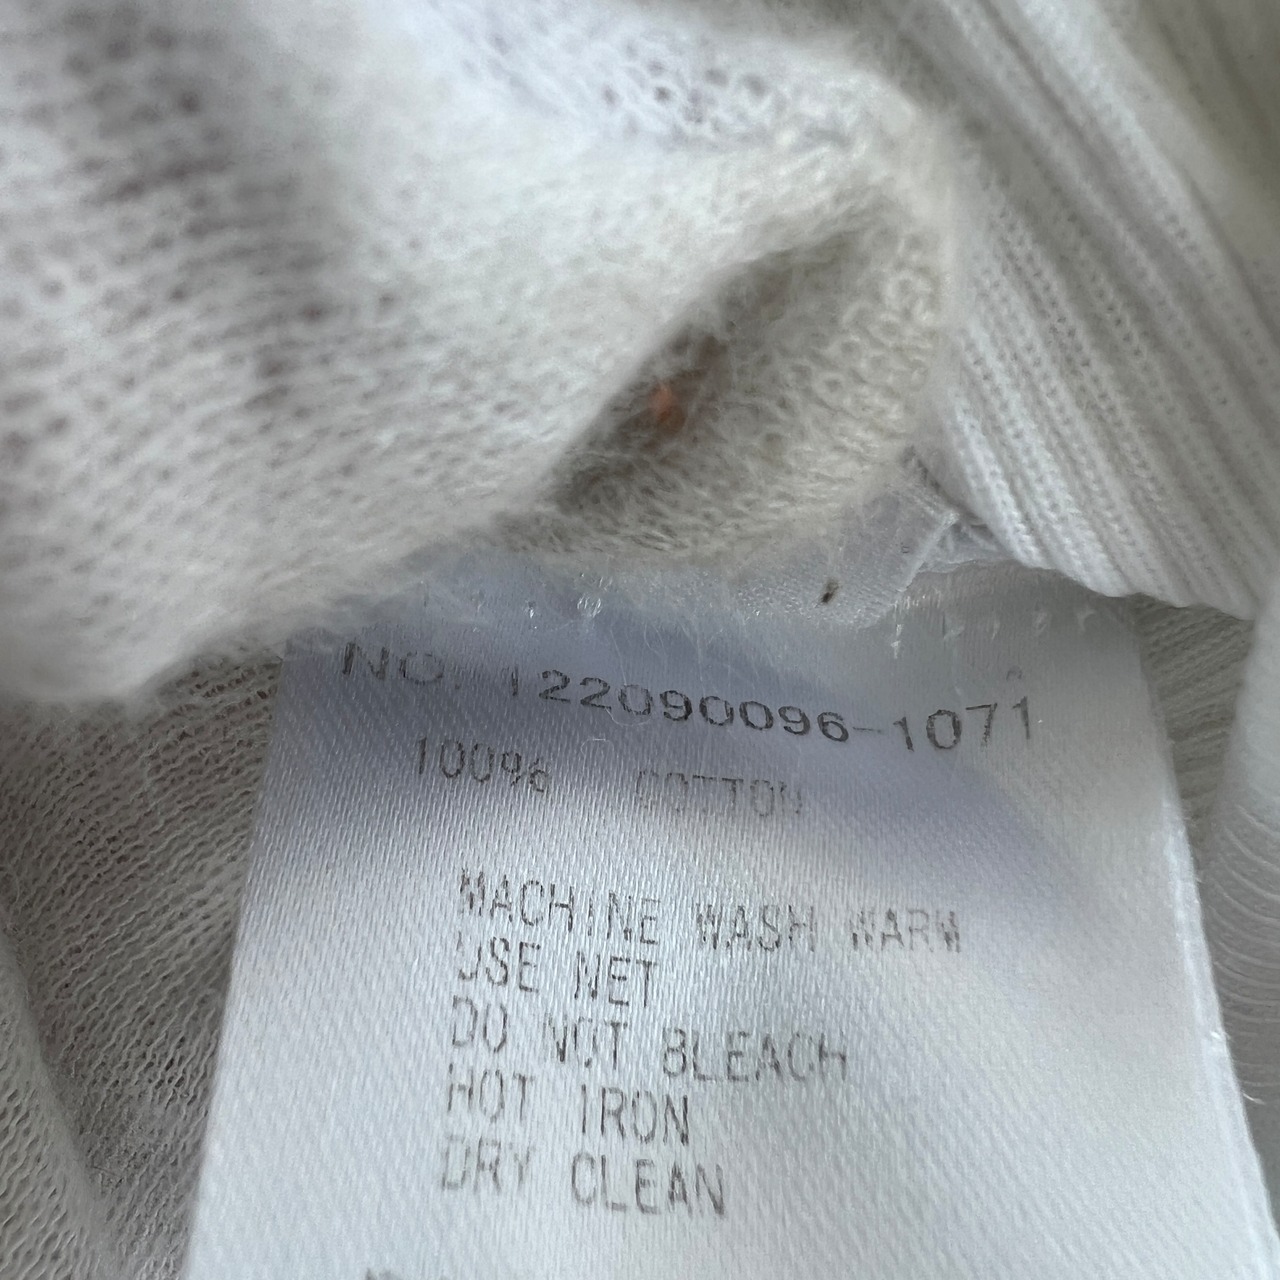 NO. 122090096-1071
100% COTTON
MACHINE WASH WARM
USE NET
DO NOT BLEACH
HOT IRON
DRY CLEAN